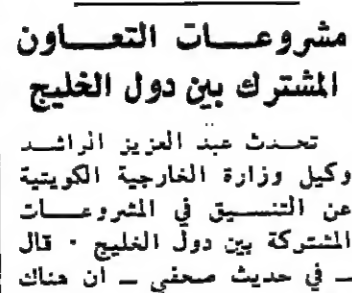 مشروعات التعاون
المشترك بين دول الخليج
تحدث عبد العزيز الراشد
وكيل وزارة الخارجية الكويتية
عن التنسيق في المشروعات
المشتركة بين دول الخليج . قال
ـ في حديث صحفي ـ ان هناك